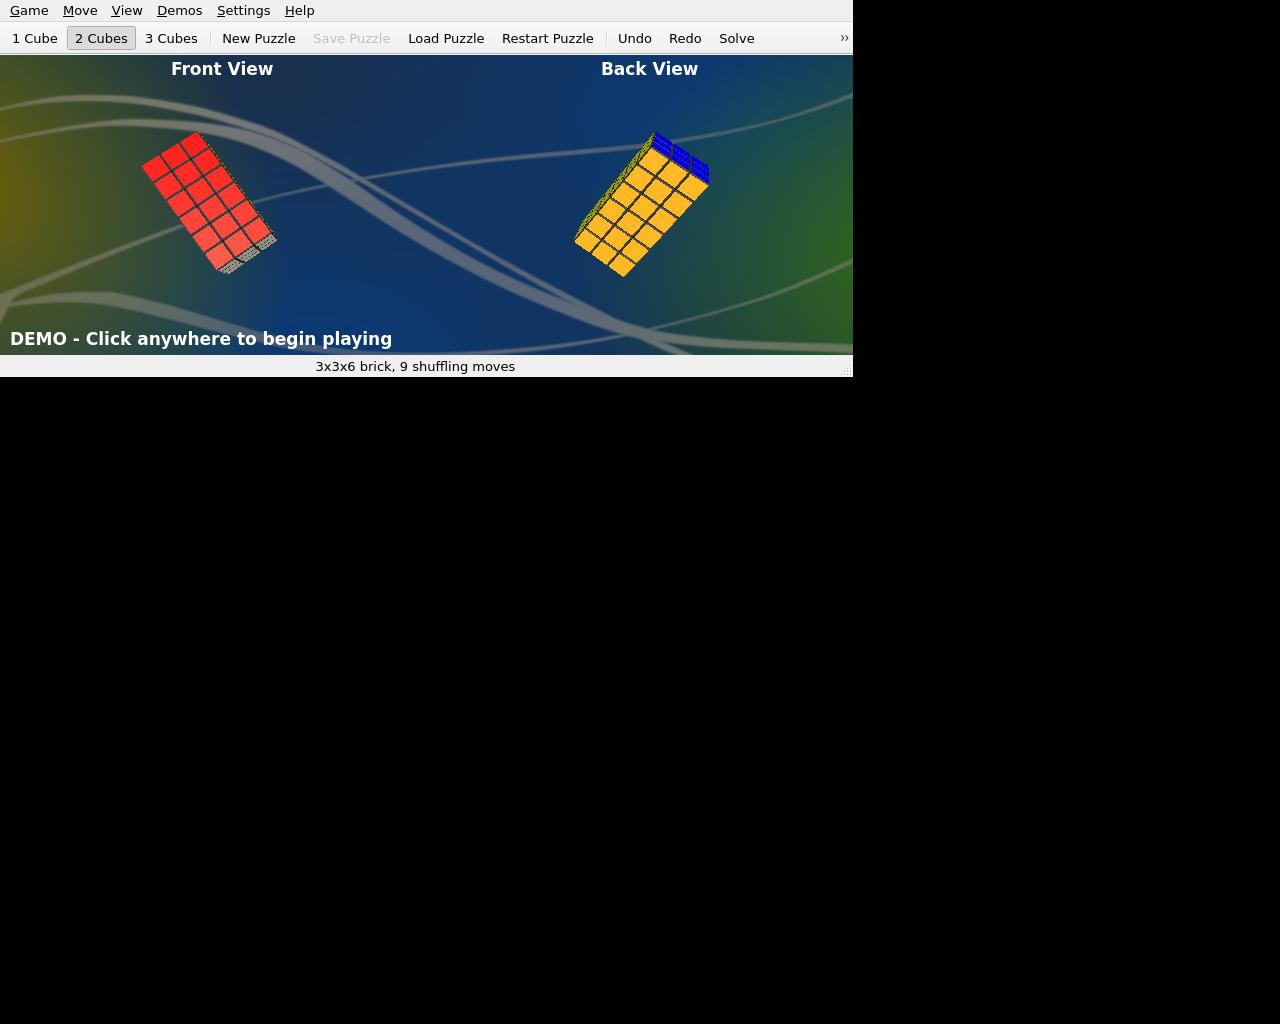 Game Move View Demos Settings Help
1 Cube 2 Cubes 3 Cubes New Puzzle Save Puzzle Load Puzzle Restart Puzzle Undo Redo Solve ››
Front View Back View
DEMO - Click anywhere to begin playing
3x3x6 brick, 9 shuffling moves